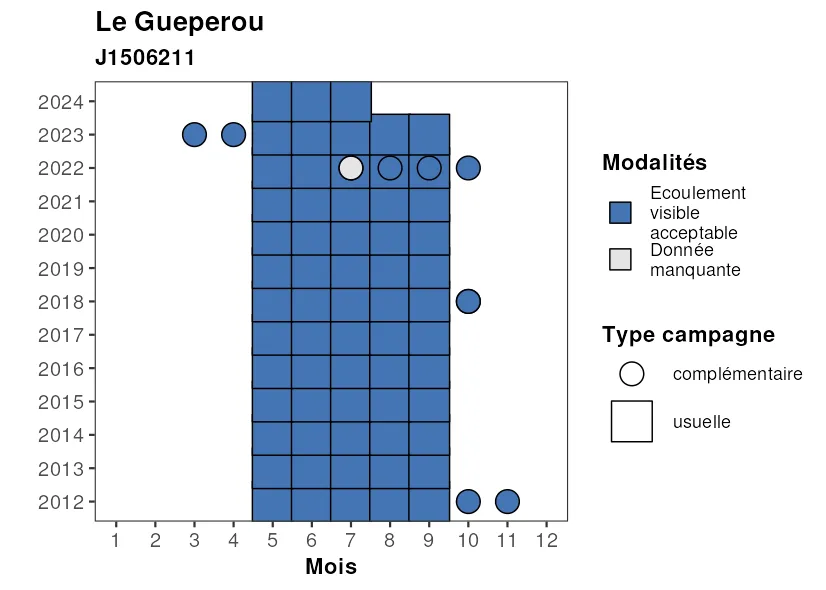 Le Gueperou
J1506211
2024
2023
2022
2021
2020
2019
2018
2017
2016
2015
2014
2013
2012
1 2 3 4 5 6 7 8 9 10 11 12
Mois
Modalités
Ecoulement
visible
acceptable
Donnée
manquante
Type campagne
complémentaire
usuelle